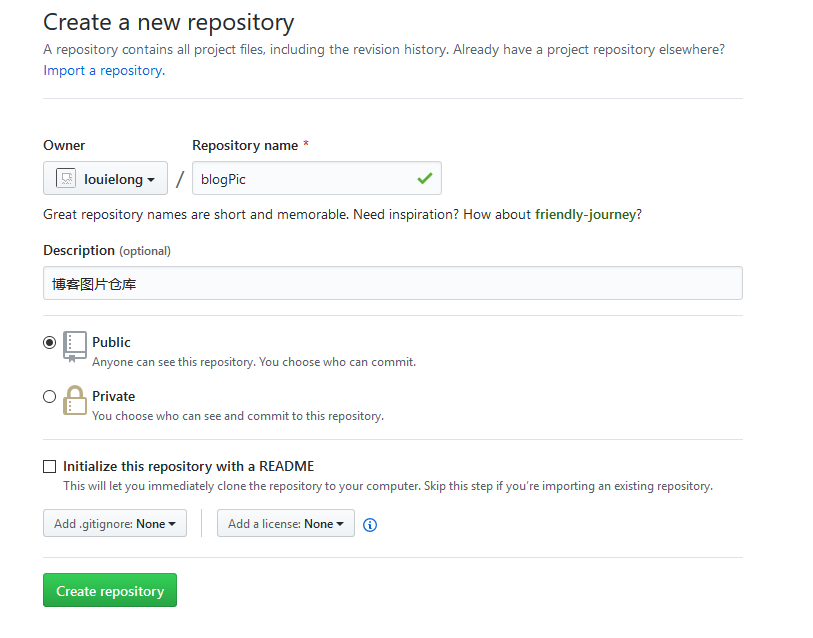 Create a new repository
A repository contains all project files, including the revision history. Already have a project repository elsewhere?
Import a repository.
Owner Repository name *
louielong / blogPic
Great repository names are short and memorable. Need inspiration? How about friendly-journey?
Description (optional)
博客图片仓库
Public
Anyone can see this repository. You choose who can commit.
Private
You choose who can see and commit to this repository.
Initialize this repository with a README
This will let you immediately clone the repository to your computer. Skip this step if you're importing an existing repository.
Add .gitignore: None Add a license: None
Create repository